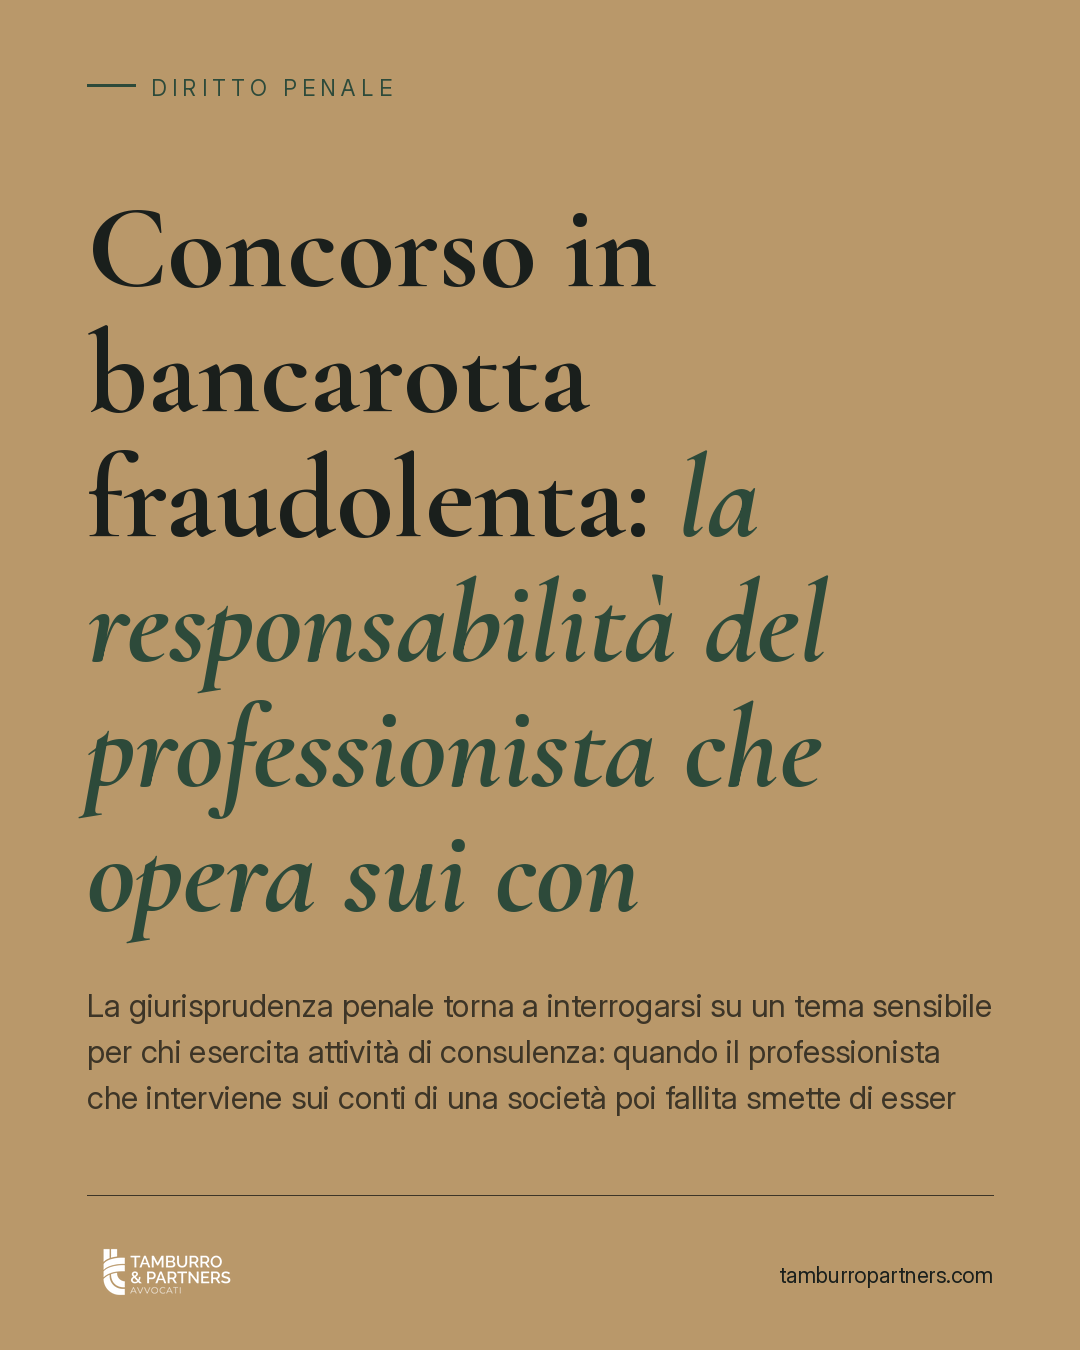 DIRITTO PENALE
Concorso in
bancarotta
fraudolenta: la
responsabilità del
professionista che
opera sui con
La giurisprudenza penale torna a interrogarsi su un tema sensibile
per chi esercita attività di consulenza: quando il professionista
che interviene sui conti di una società poi fallita smette di esser
TAMBURRO
& PARTNERS
AVVOCATI
tamburropartners.com